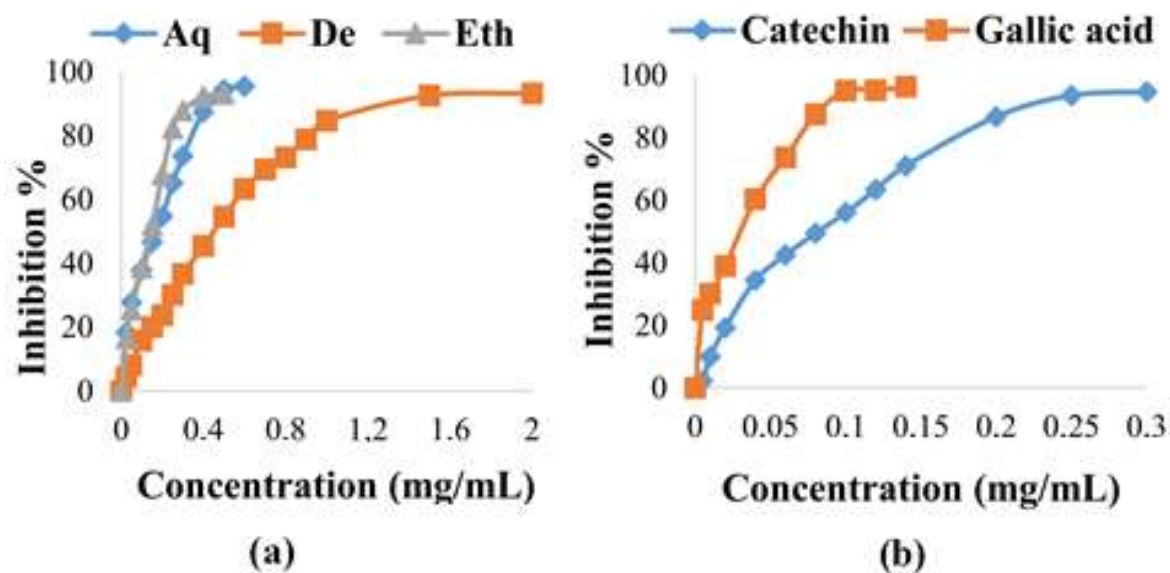 Aq De Eth
100
80
60
40
20
0
Inhibition %
0 0.4 0.8 1,2 1.6 2
Concentration (mg/mL)
(a)
Catechin Gallic acid
100
80
60
40
20
0
Inhibition %
0 0.05 0.1 0.15 0.2 0.25 0.3
Concentration (mg/mL)
(b)